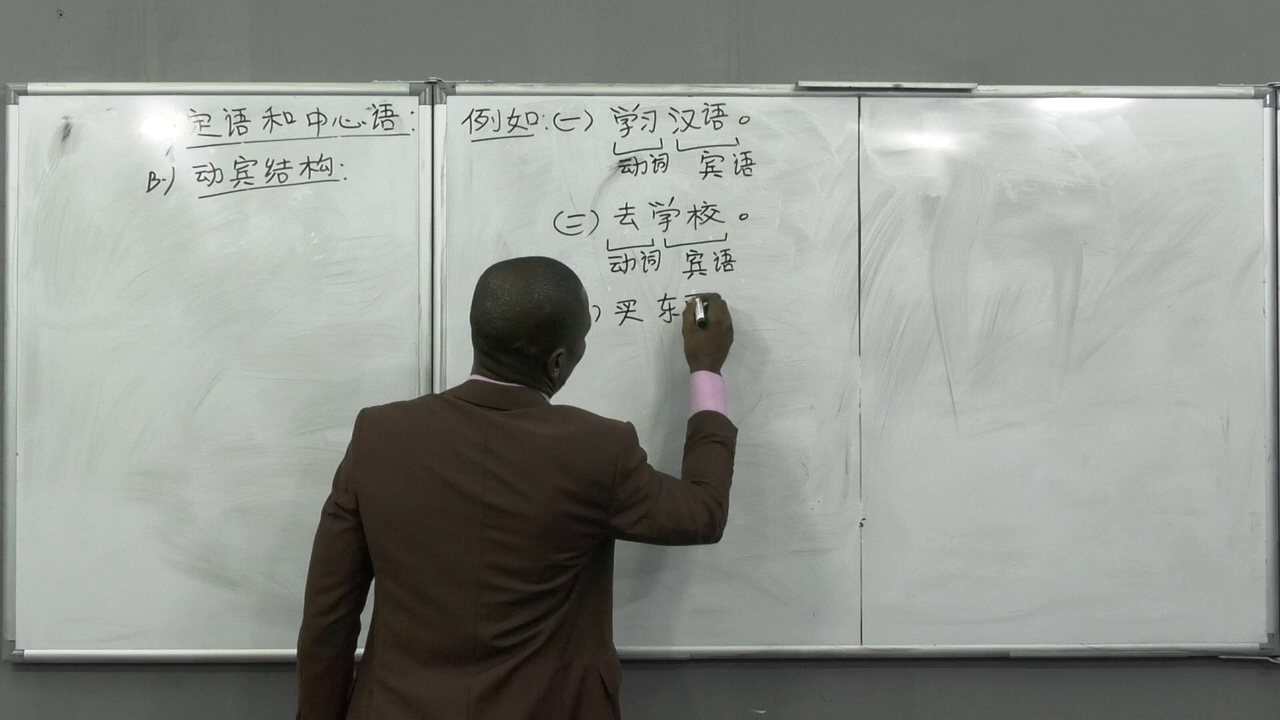 定语和中心语:
B.) 动宾结构:
例如:(一) 学习汉语。
动词 宾语
(二) 去学校。
动词 宾语
) 买东